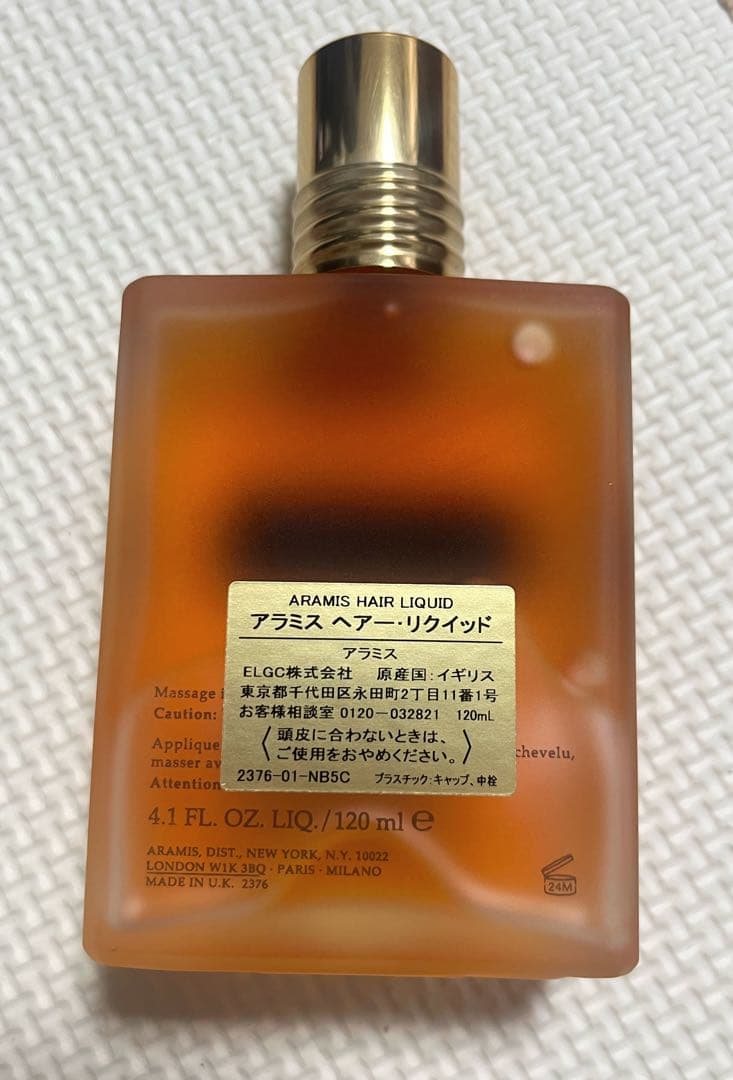 ARAMIS HAIR LIQUID
アラミス ヘアー・リクイッド
アラミス
ELGC株式会社 原産国:イギリス
東京都千代田区永田町2丁目11番1号
お客様相談室 0120-032821 120mL
〈頭皮に合わないときは、
ご使用をおやめください。〉
2376-01-NB5C プラスチック:キャップ、中栓
Massage
Caution:
Applique chevelu,
masser
Attention
4.1 FL. OZ. LIQ./120 ml ℮
ARAMIS, DIST., NEW YORK, N.Y. 10022
LONDON W1K 3BQ · PARIS · MILANO
MADE IN U.K. 2376
24M